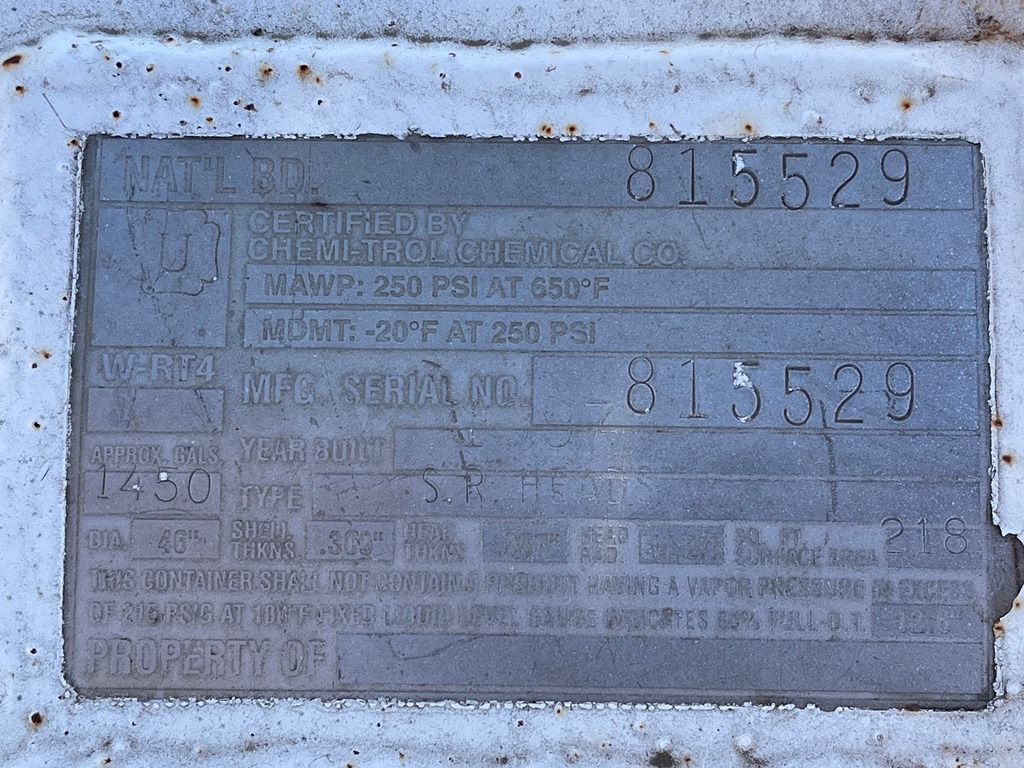 NAT'L BD. 815529
U
CERTIFIED BY
CHEMI-TROL CHEMICAL CO.
MAWP: 250 PSI AT 650°F
MDMT: -20°F AT 250 PSI
W-RT4
MFG. SERIAL NO. 815529
YEAR BUILT
APPROX. GALS.
1450
TYPE S.R. HEADS
DIA. 46" SHELL THKNS. HEAD THKNS. HEAD RAD. SQ. FT. SURFACE AREA 218
THIS CONTAINER SHALL NOT CONTAIN A PRODUCT HAVING A VAPOR PRESSURE IN EXCESS
OF 215 PSIG AT 100°F FIXED LIQUID LEVEL GAUGE INDICATES FULL-D.T.
PROPERTY OF